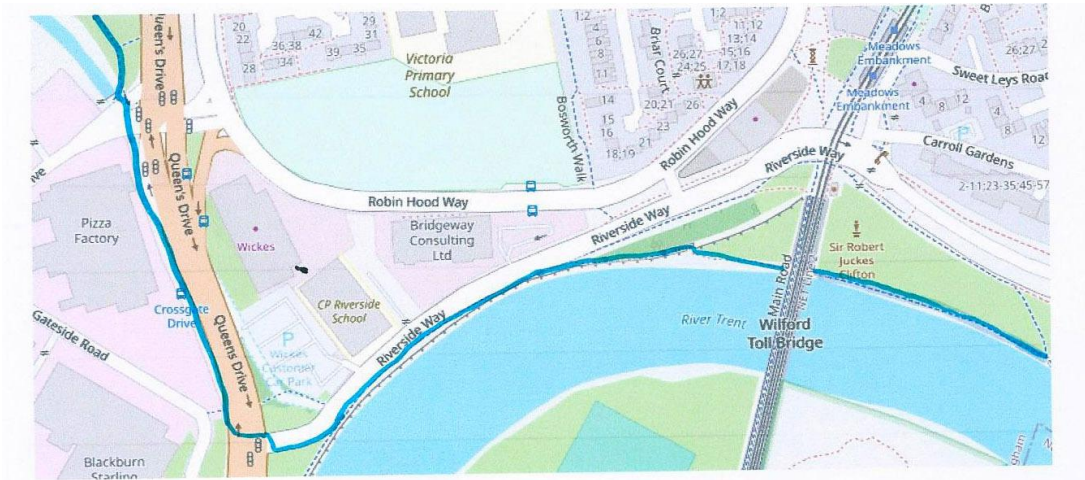 Queen's Drive
20
22
28
36;38
34
42
39
35
29
31
Victoria
Primary
School
1;2
4
6
8
11
Briar Court
26;27
24;25
20;21
26
23
21
14
15
16
18;19
11;12
13;14
15;16
17;18
Meadows
Embankment
Meadows
Embankment
3
26;27
2
Sweet Leys Road
4
8
12
4
8
12
Carroll Gardens
2-11;23-35;45-57
P
Bosworth Walk
Robin Hood Way
Robin Hood Way
Riverside Way
Riverside Way
Riverside Way
Queen's Drive
Pizza
Factory
Wickes
Bridgeway
Consulting
Ltd
CP Riverside
School
P
Wickes
Customer
Car Park
Crossgate
Drive
Queens Drive
Gateside Road
Sir Robert
Juckes
Clifton
Main Road
NET Line
River Trent
Wilford
Toll Bridge
Blackburn
Starling